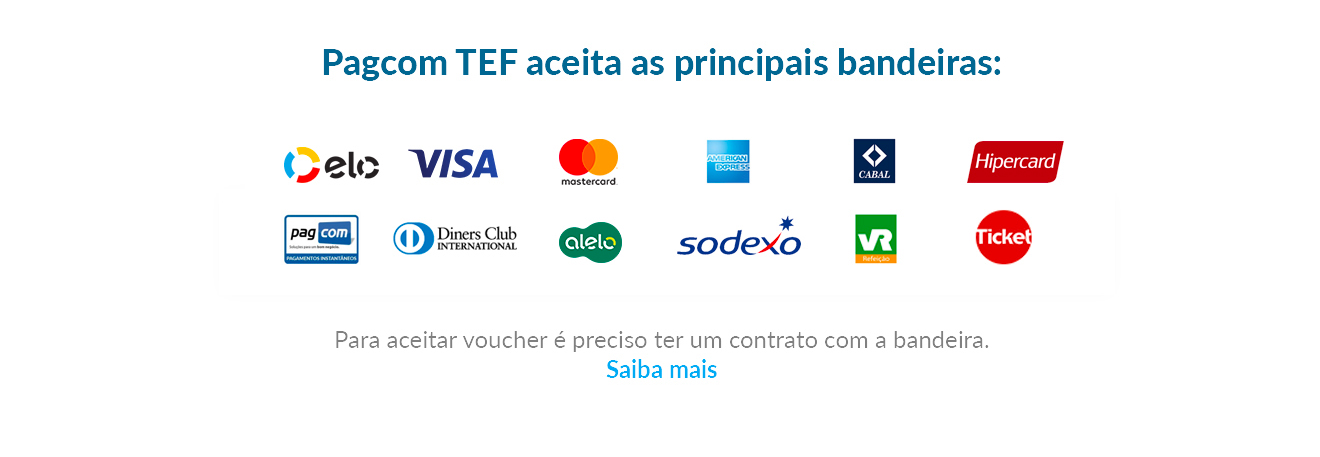 Pagcom TEF aceita as principais bandeiras:
elo
VISA
mastercard.
AMERICAN EXPRESS
CABAL
Hipercard
pagcom
Soluções para um bom negócio.
PAGAMENTOS INSTANTÂNEOS
Diners Club
INTERNATIONAL
alelo
sodexo
VR
Refeição
Ticket
Para aceitar voucher é preciso ter um contrato com a bandeira.
Saiba mais